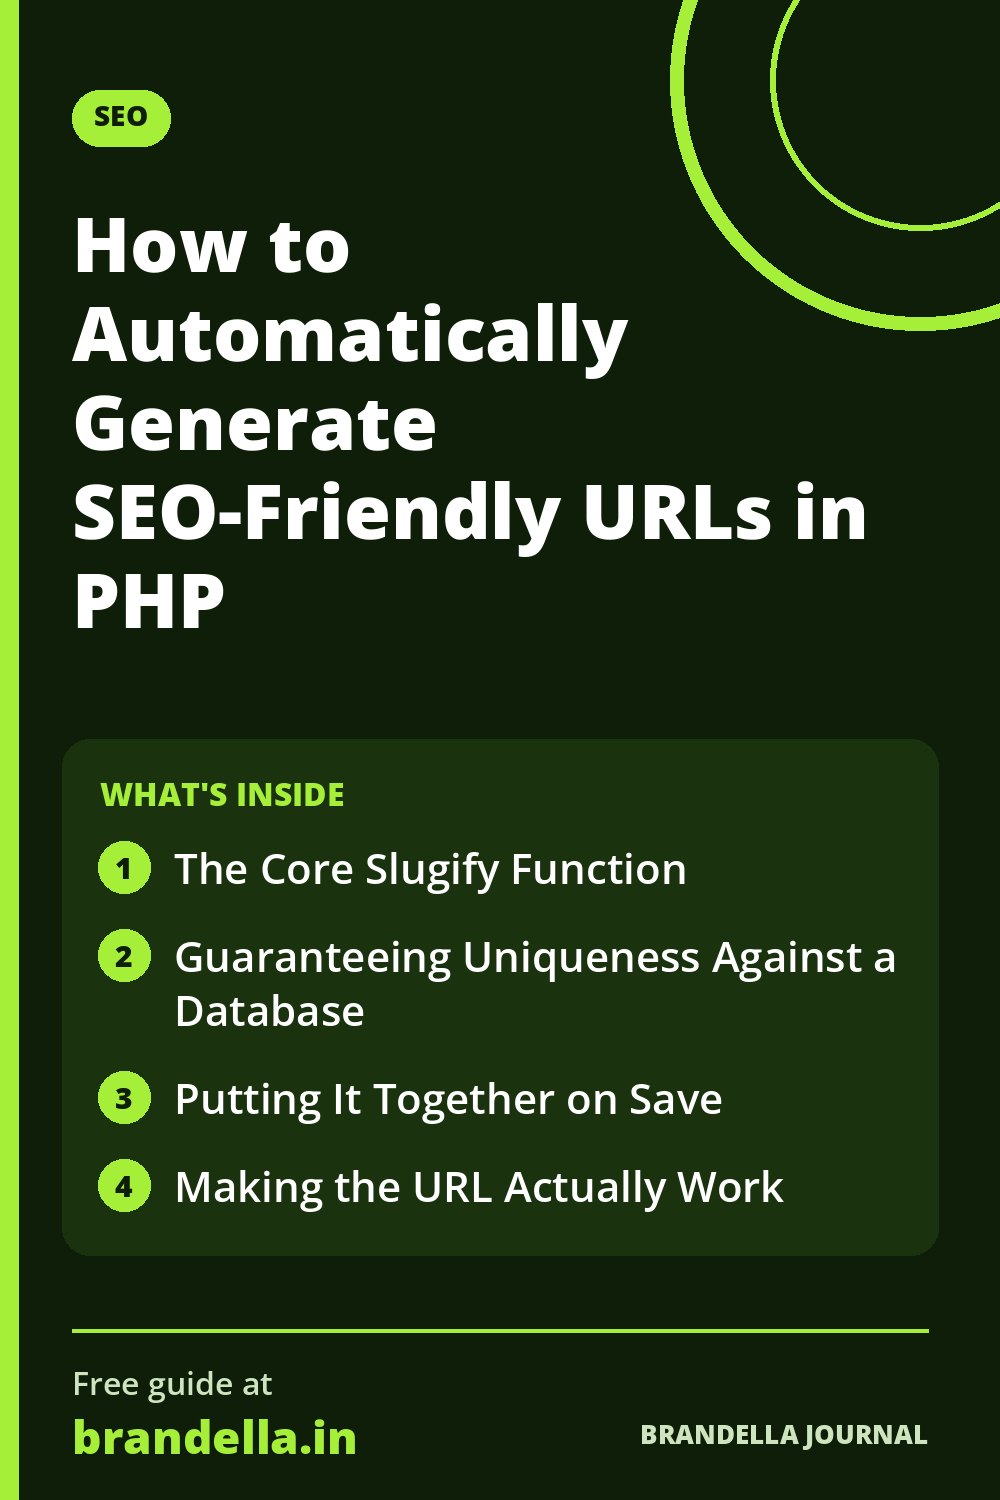 SEO
How to
Automatically
Generate
SEO-Friendly URLs in
PHP
WHAT'S INSIDE
1 The Core Slugify Function
2 Guaranteeing Uniqueness Against a
Database
3 Putting It Together on Save
4 Making the URL Actually Work
Free guide at
brandella.in
BRANDELLA JOURNAL